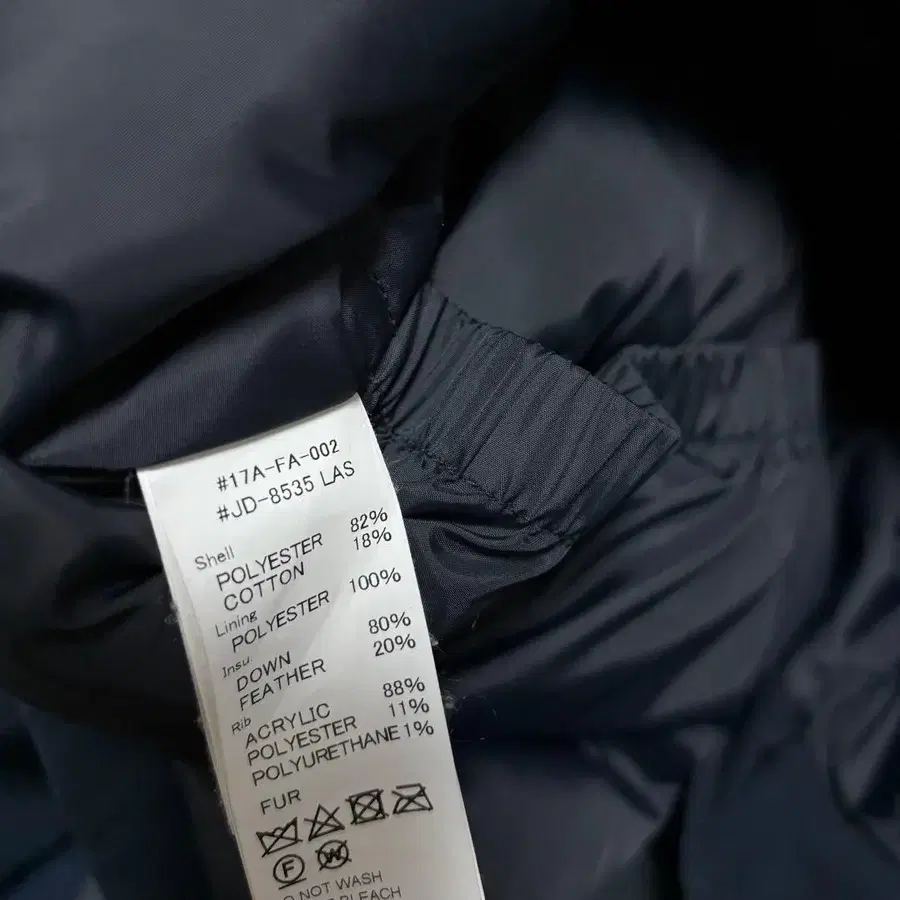 #17A-FA-002
#JD-8535 LAS
Shell
POLYESTER 82%
COTTON 18%
Lining
POLYESTER 100%
Insu.
DOWN 80%
FEATHER 20%
Rib
ACRYLIC 88%
POLYESTER 11%
POLYURETHANE 1%
FUR
F W
DO NOT WASH
BLEACH